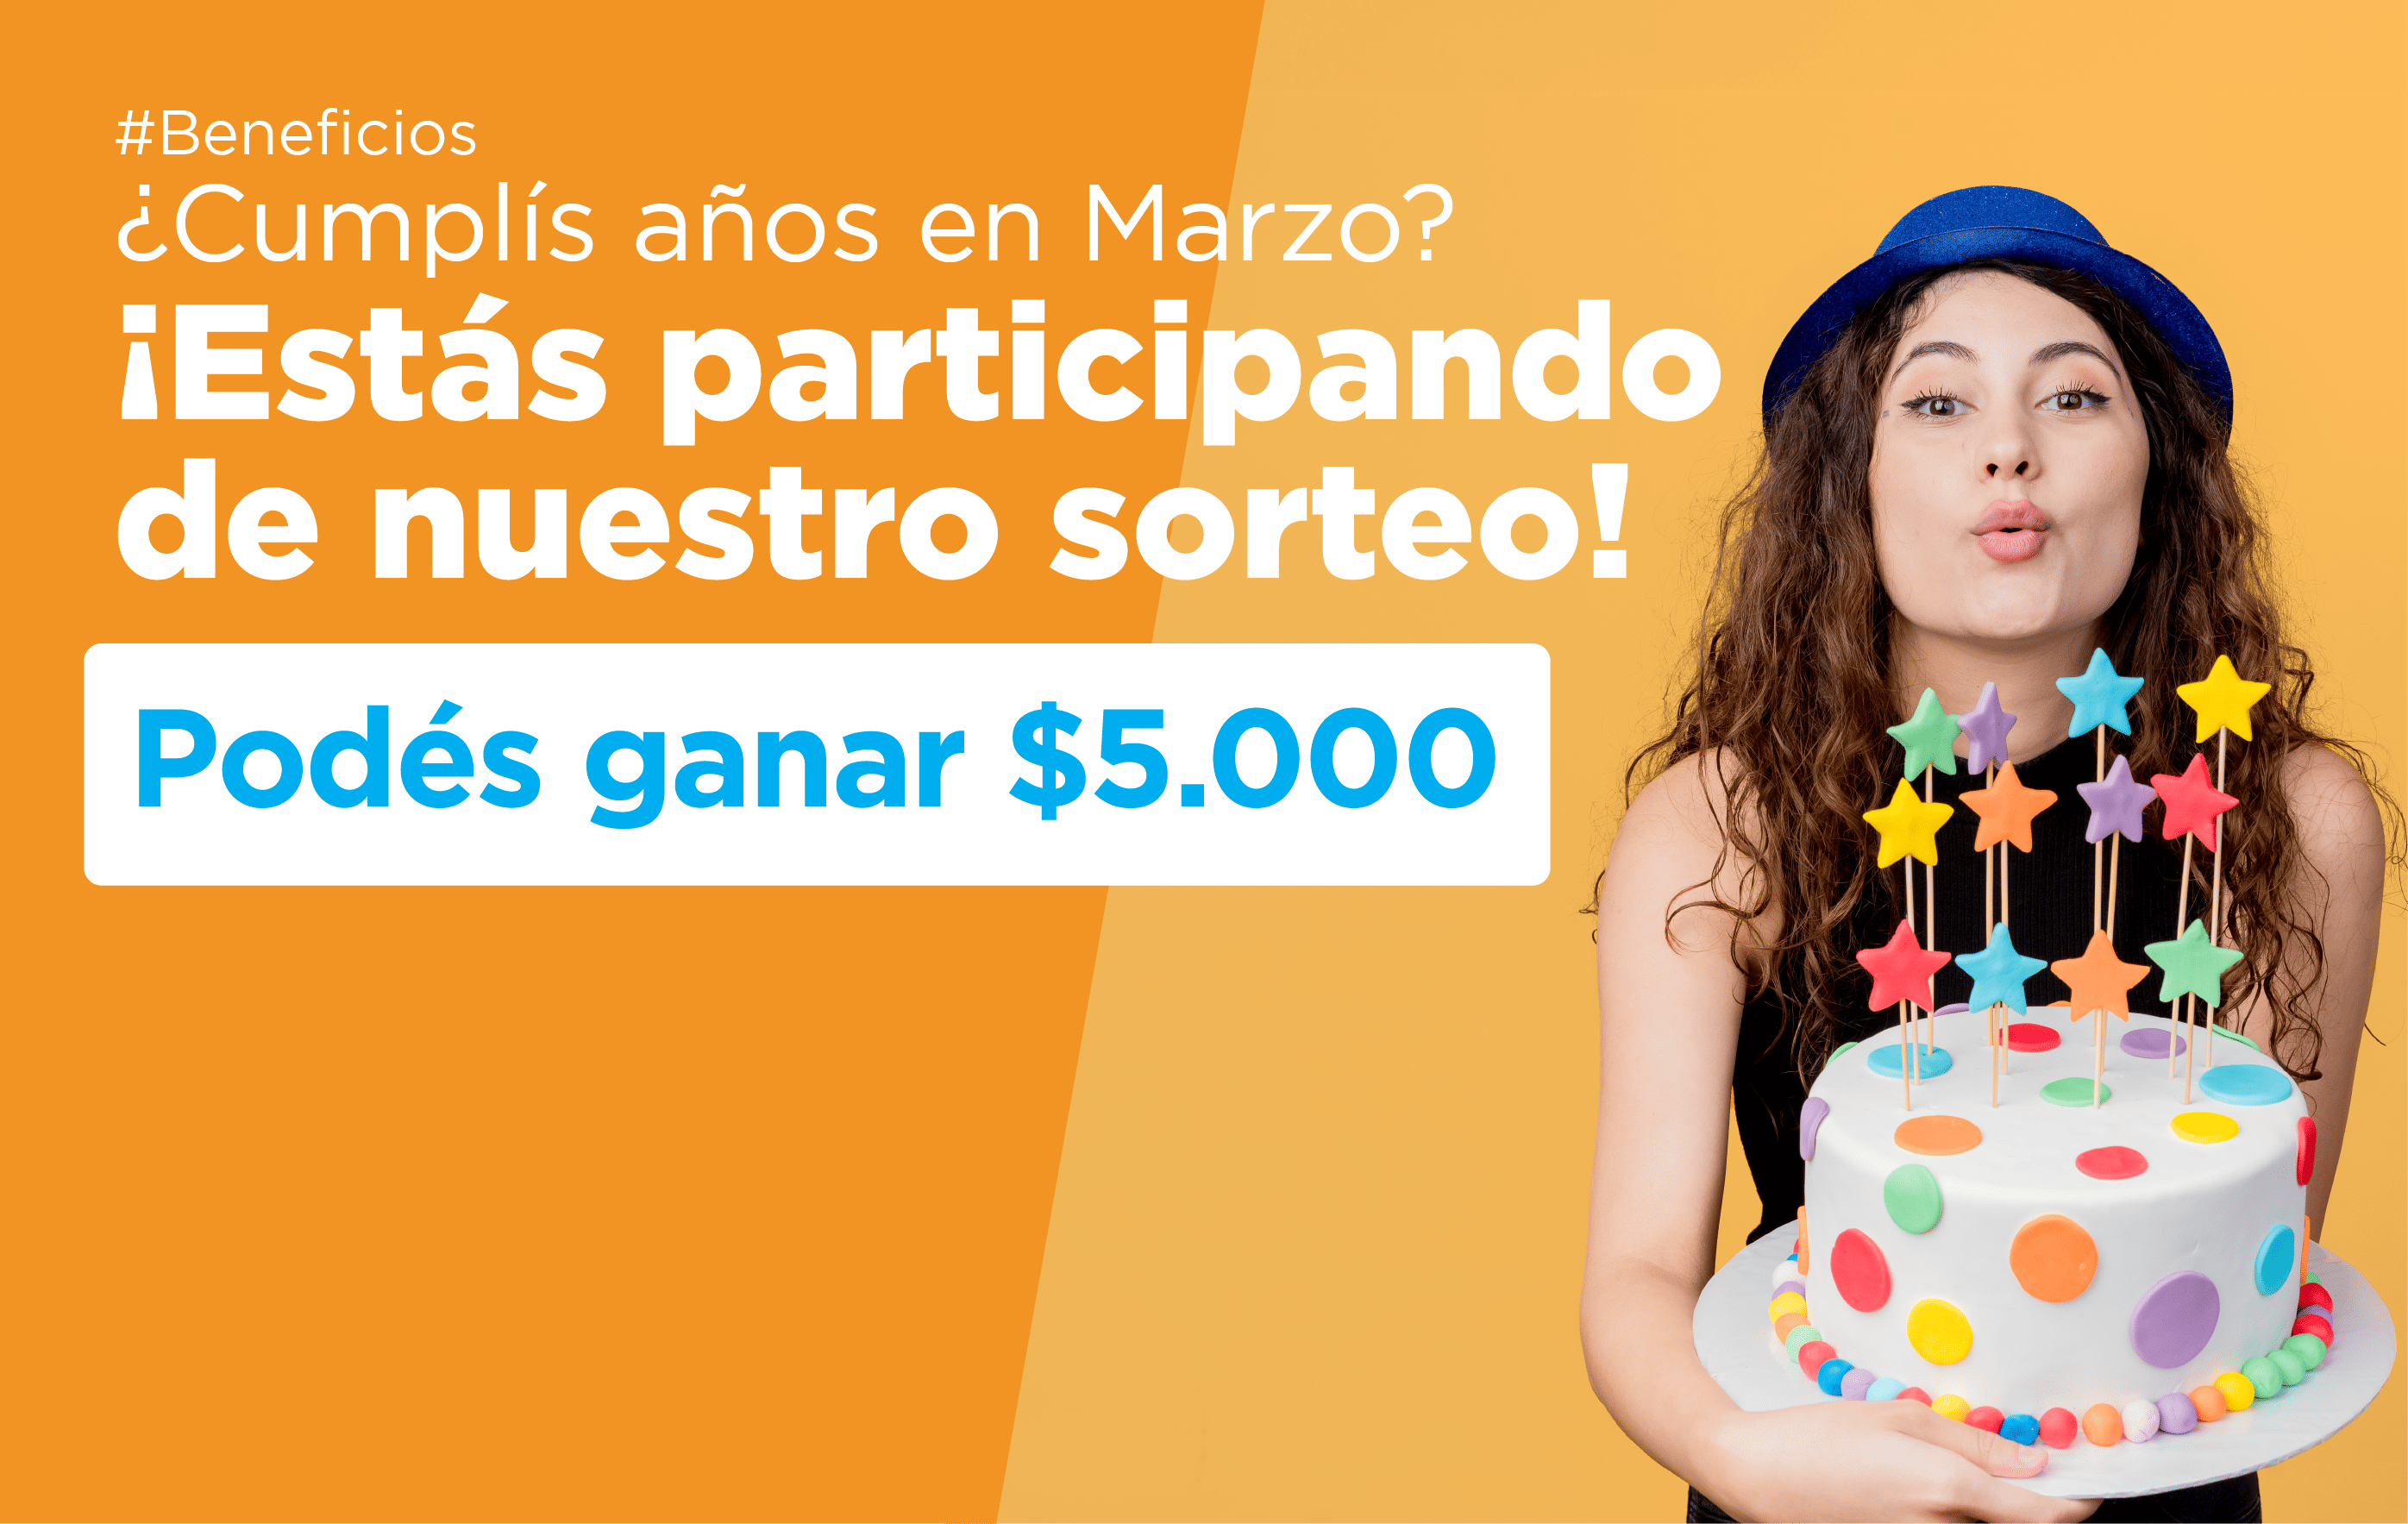 #Beneficios
¿Cumplís años en Marzo?
¡Estás participando
de nuestro sorteo!
Podés ganar $5.000